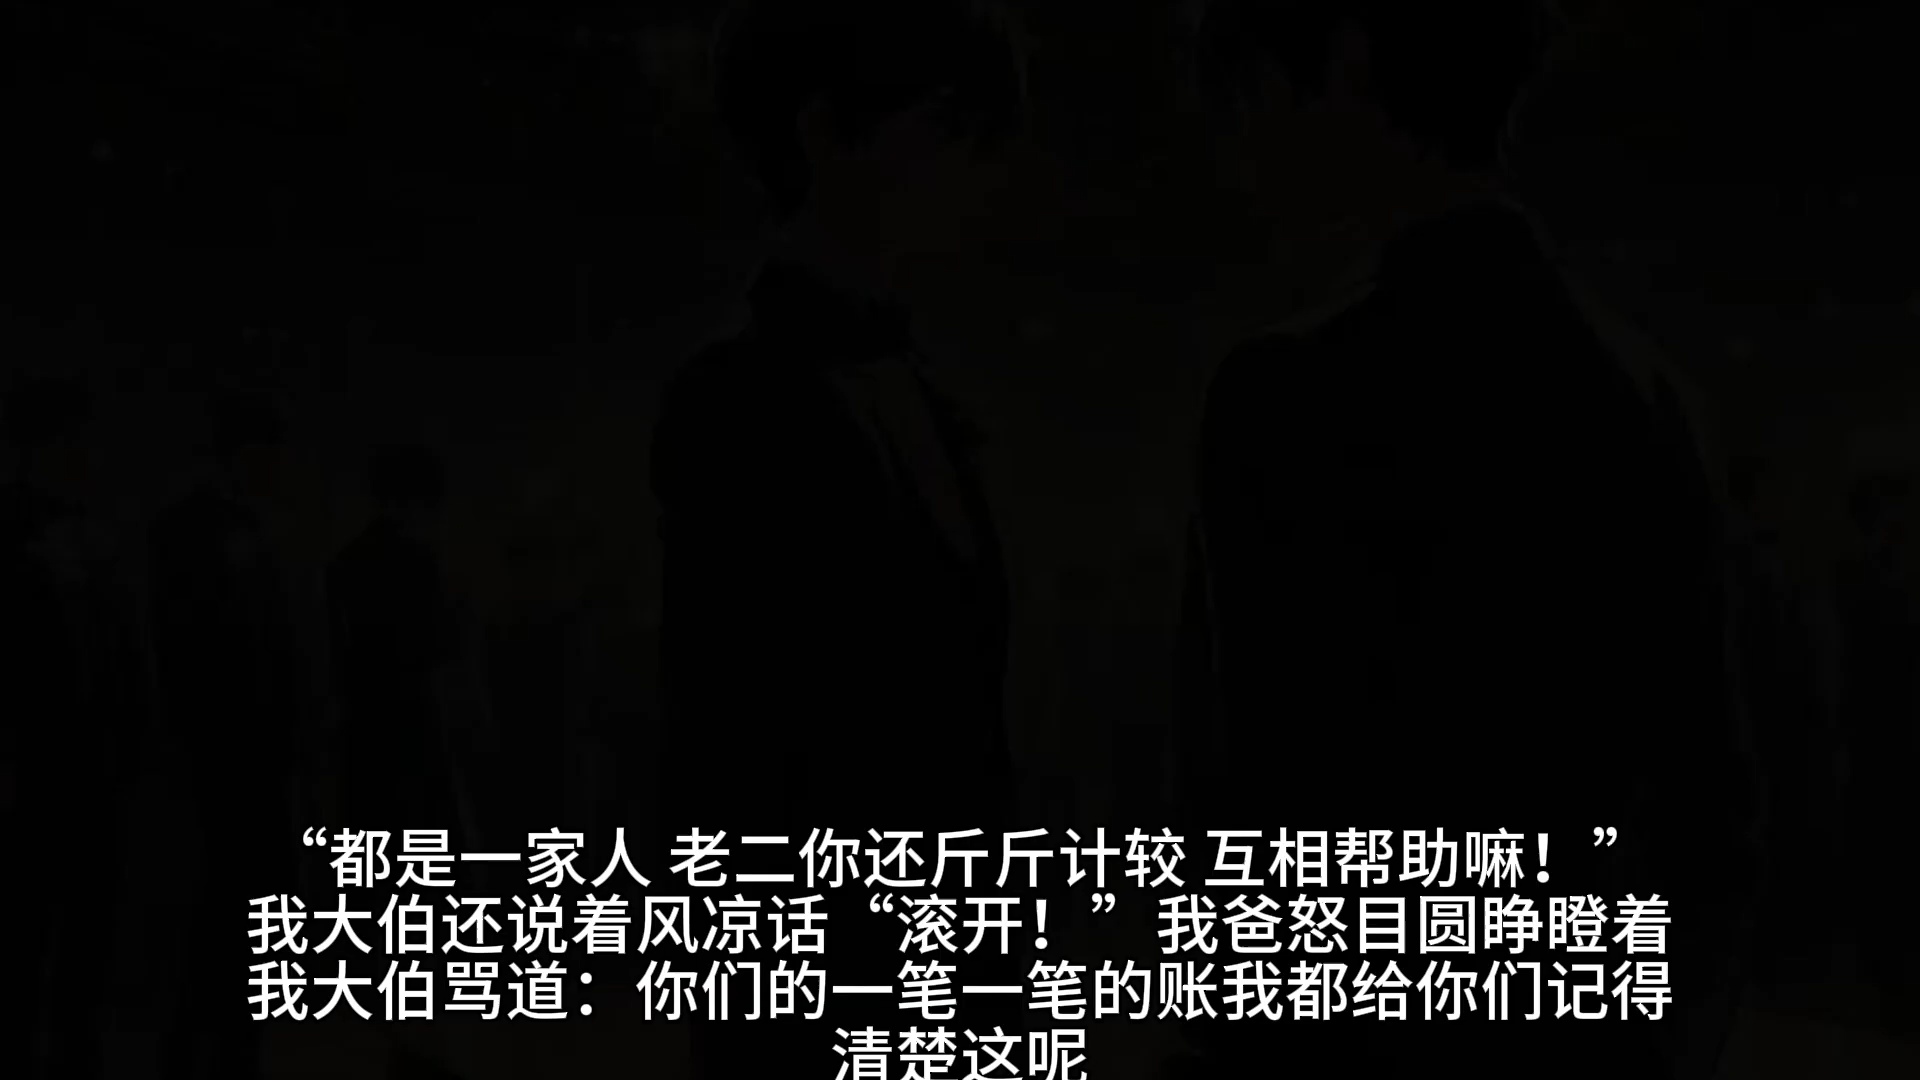 “都是一家人 老二你还斤斤计较 互相帮助嘛！”
我大伯还说着风凉话“滚开！”我爸怒目圆睁瞪着
我大伯骂道：你们的一笔一笔的账我都给你们记得
清楚这呢